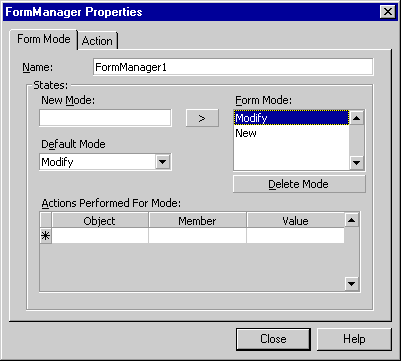 FormManager Properties
Form Mode Action
Name: FormManager1
States:
New Mode: Form Mode:
> Modify
New
Default Mode
Modify
Delete Mode
Actions Performed For Mode:
Object Member Value
Close Help